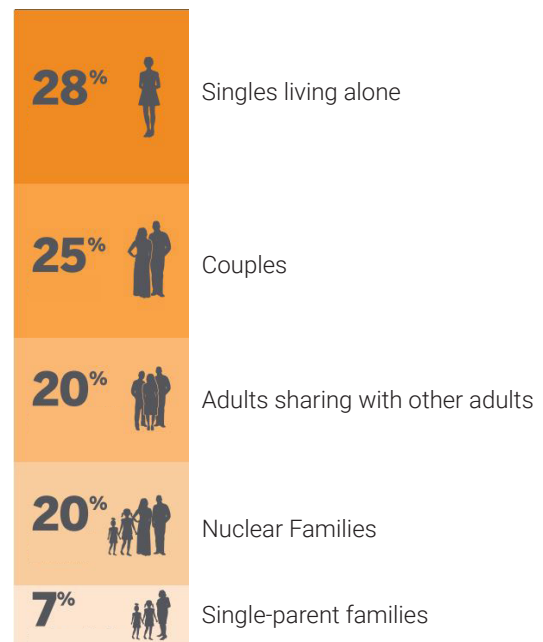 28% Singles living alone
25% Couples
20% Adults sharing with other adults
20% Nuclear Families
7% Single-parent families